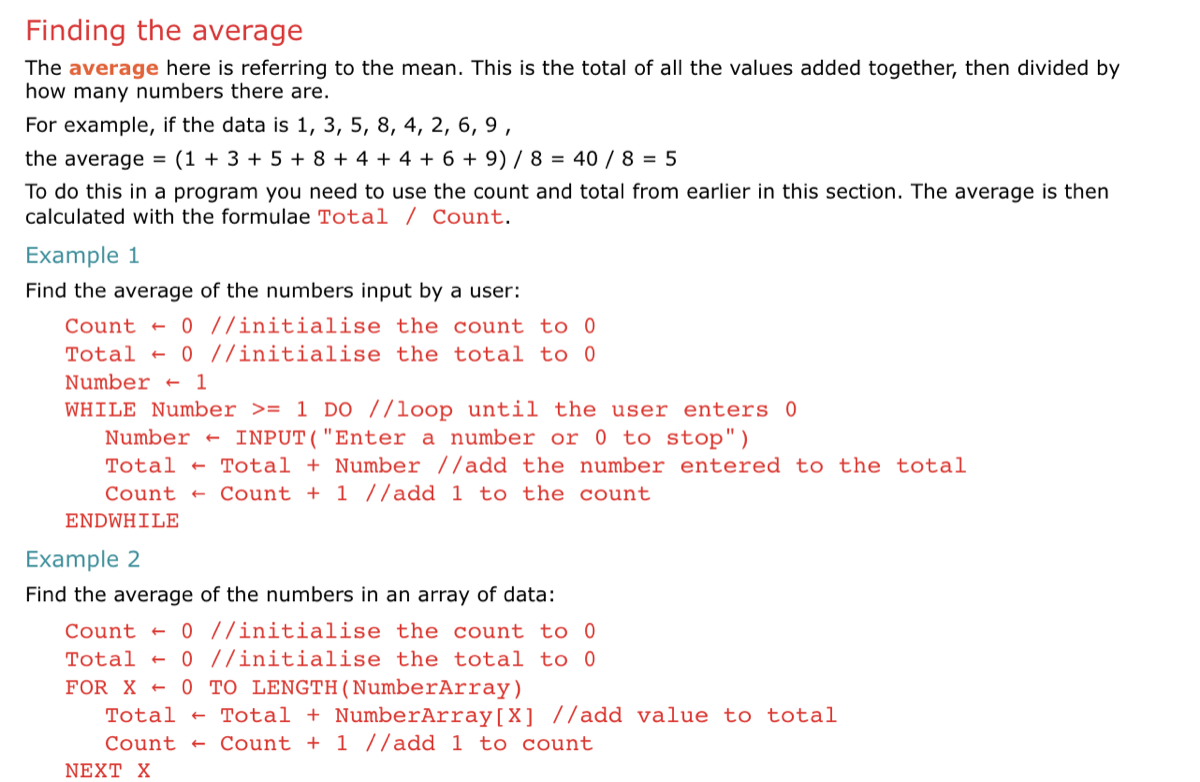 Finding the average
The average here is referring to the mean. This is the total of all the values added together, then divided by
how many numbers there are.
For example, if the data is 1, 3, 5, 8, 4, 2, 6, 9 ,
the average = (1 + 3 + 5 + 8 + 4 + 4 + 6 + 9) / 8 = 40 / 8 = 5
To do this in a program you need to use the count and total from earlier in this section. The average is then
calculated with the formulae Total / Count.
Example 1
Find the average of the numbers input by a user:
Count ← 0 //initialise the count to 0
Total ← 0 //initialise the total to 0
Number ← 1
WHILE Number >= 1 DO //loop until the user enters 0
Number ← INPUT("Enter a number or 0 to stop")
Total ← Total + Number //add the number entered to the total
Count ← Count + 1 //add 1 to the count
ENDWHILE
Example 2
Find the average of the numbers in an array of data:
Count ← 0 //initialise the count to 0
Total ← 0 //initialise the total to 0
FOR X ← 0 TO LENGTH(NumberArray)
Total ← Total + NumberArray[X] //add value to total
Count ← Count + 1 //add 1 to count
NEXT X